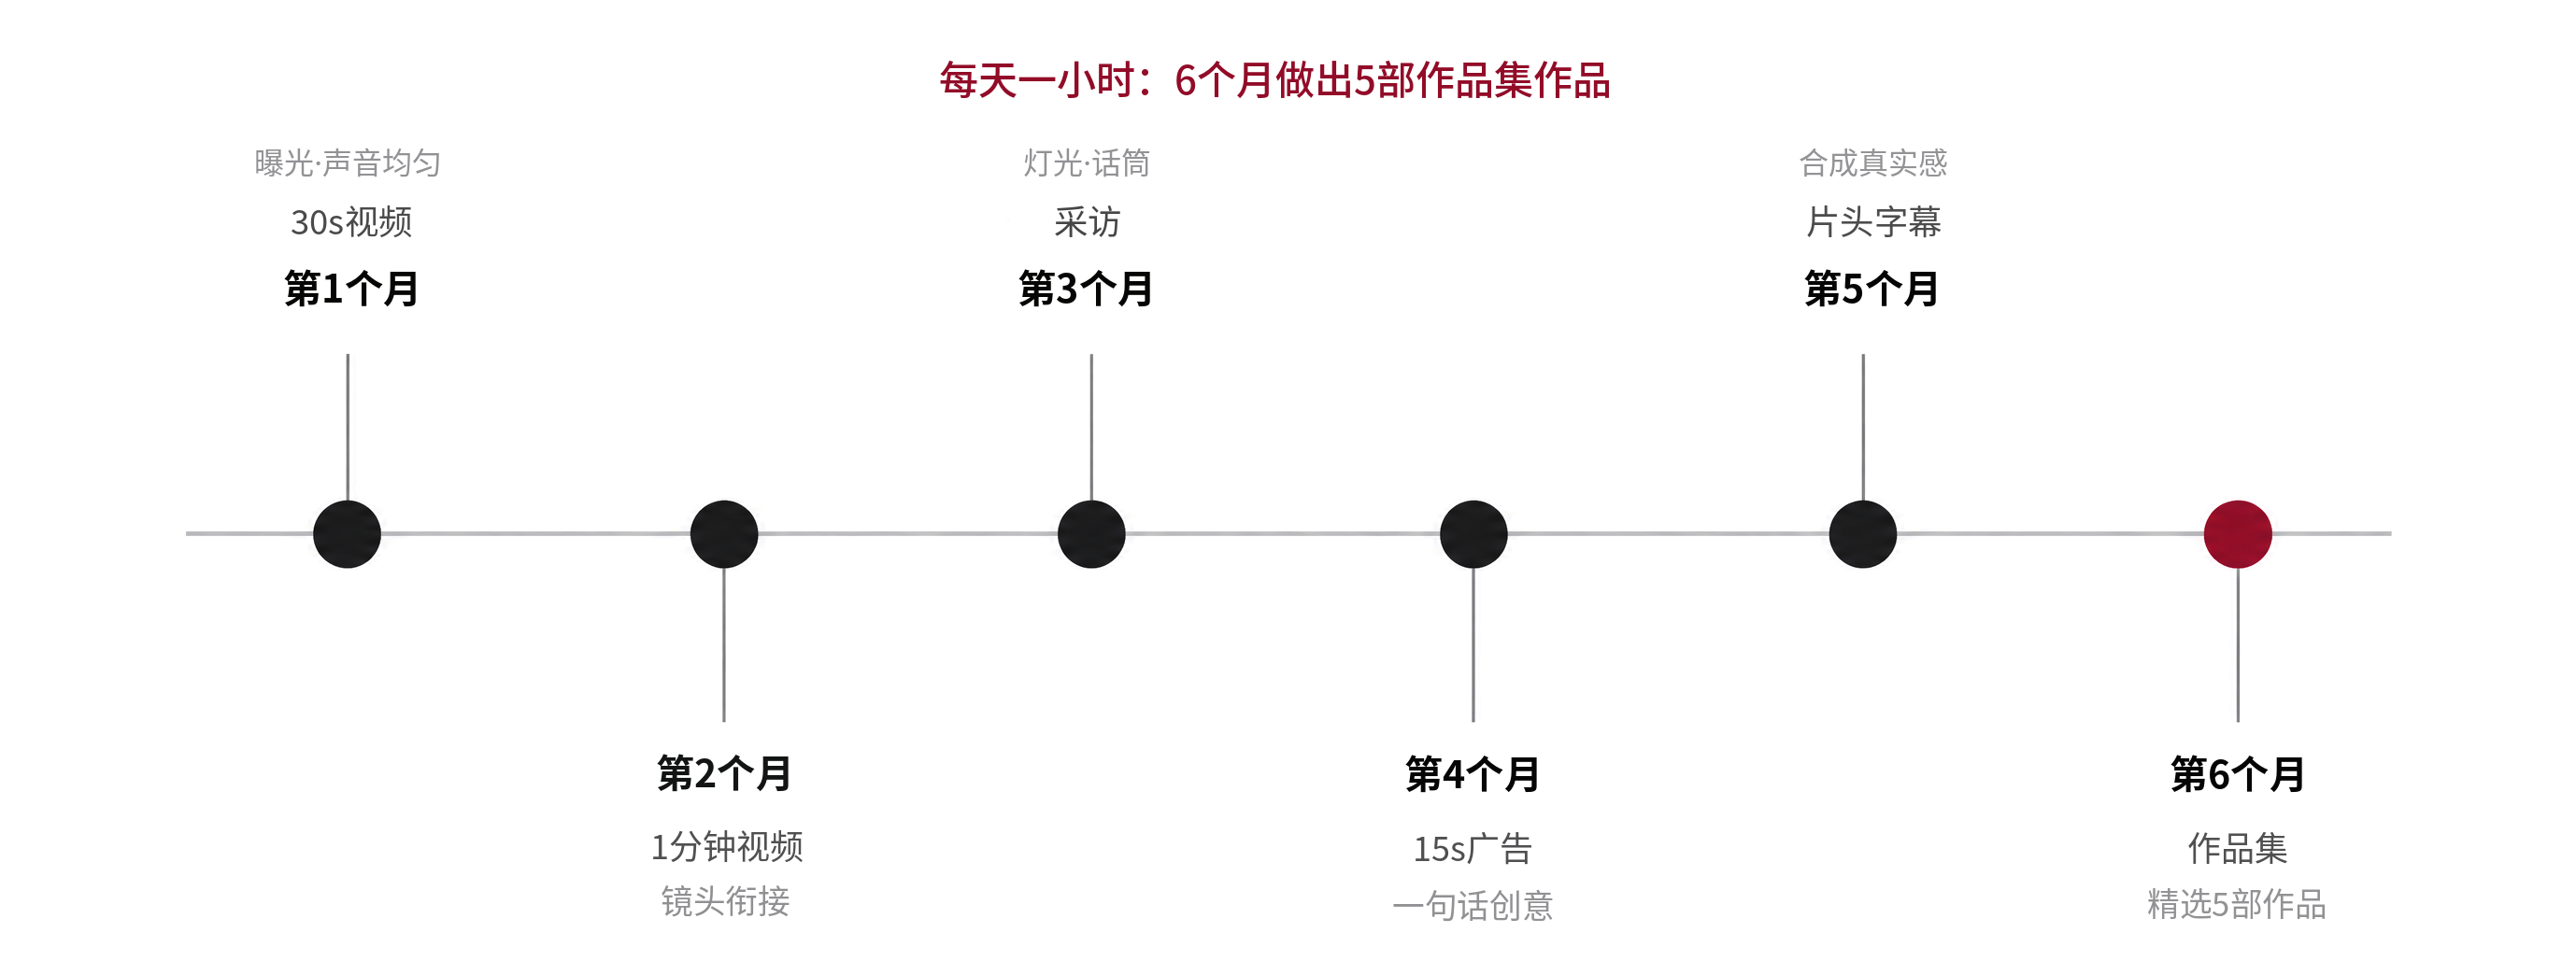 每天一小时：6个月做出5部作品集作品
曝光·声音均匀
30s视频
第1个月
第2个月
1分钟视频
镜头衔接
灯光·话筒
采访
第3个月
第4个月
15s广告
一句话创意
合成真实感
片头字幕
第5个月
第6个月
作品集
精选5部作品